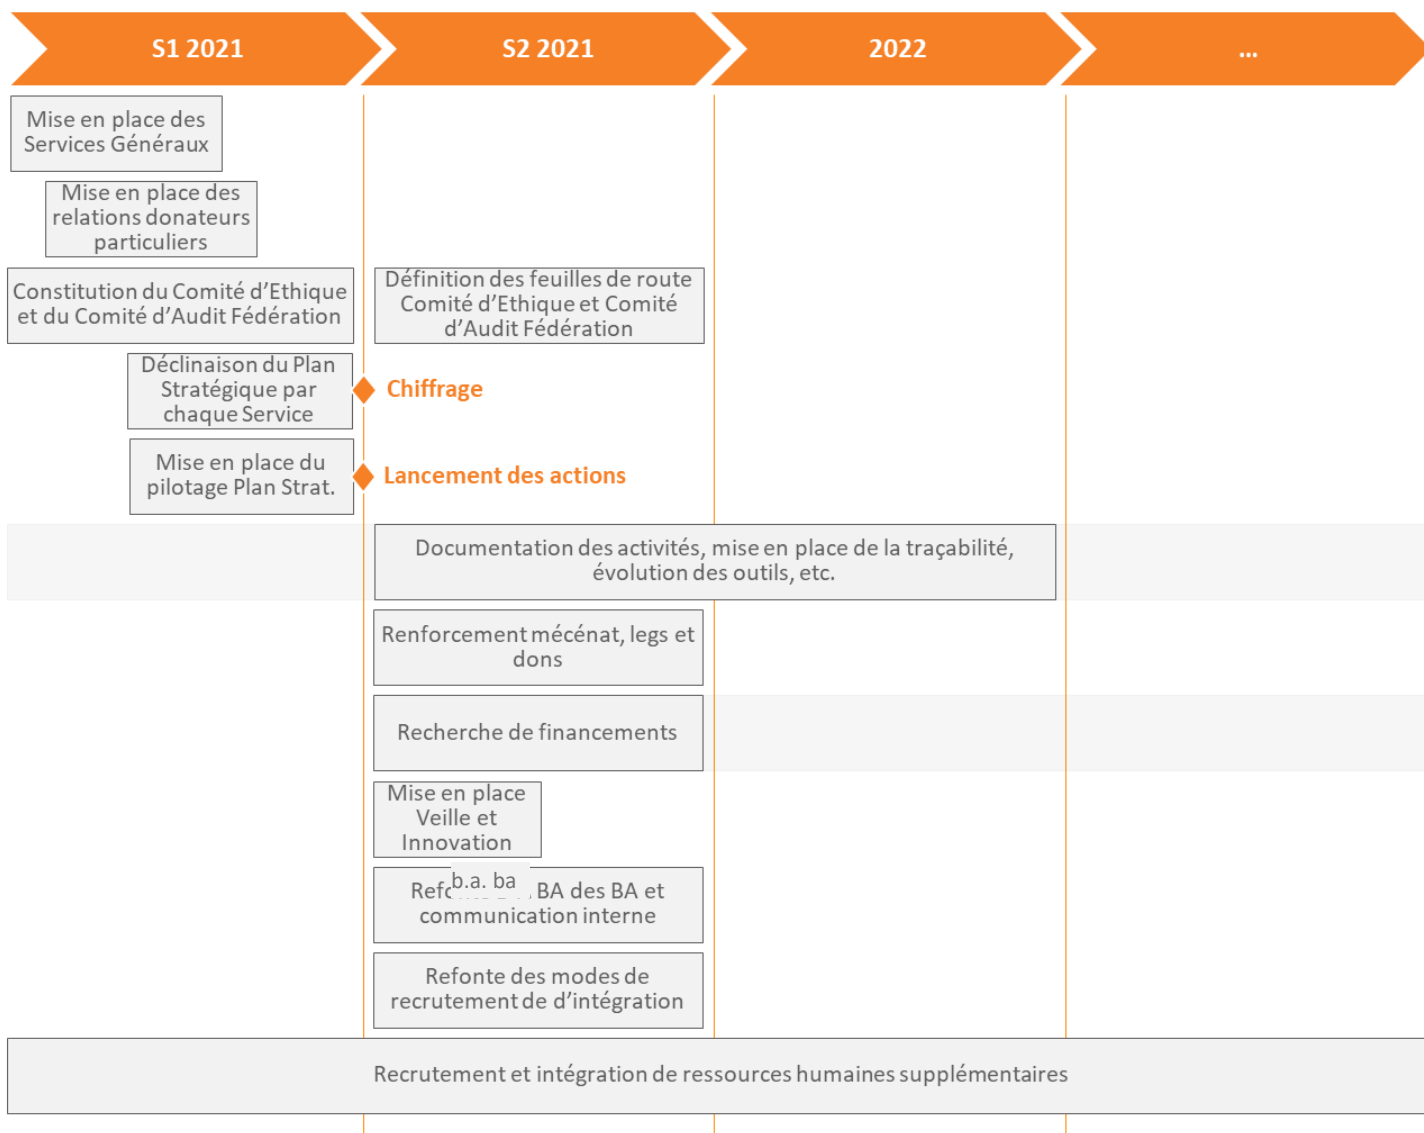 S1 2021
S2 2021
2022
...
Mise en place des
Services Généraux
Mise en place des
relations donateurs
particuliers
Constitution du Comité d’Ethique
et du Comité d’Audit Fédération
Définition des feuilles de route
Comité d’Ethique et Comité
d’Audit Fédération
Déclinaison du Plan
Stratégique par
chaque Service
Chiffrage
Mise en place du
pilotage Plan Strat.
Lancement des actions
Documentation des activités, mise en place de la traçabilité,
évolution des outils, etc.
Renforcement mécénat, legs et
dons
Recherche de financements
Mise en place
Veille et
Innovation
b.a. ba
BA des BA et
communication interne
Refonte des modes de
recrutement de d’intégration
Recrutement et intégration de ressources humaines supplémentaires